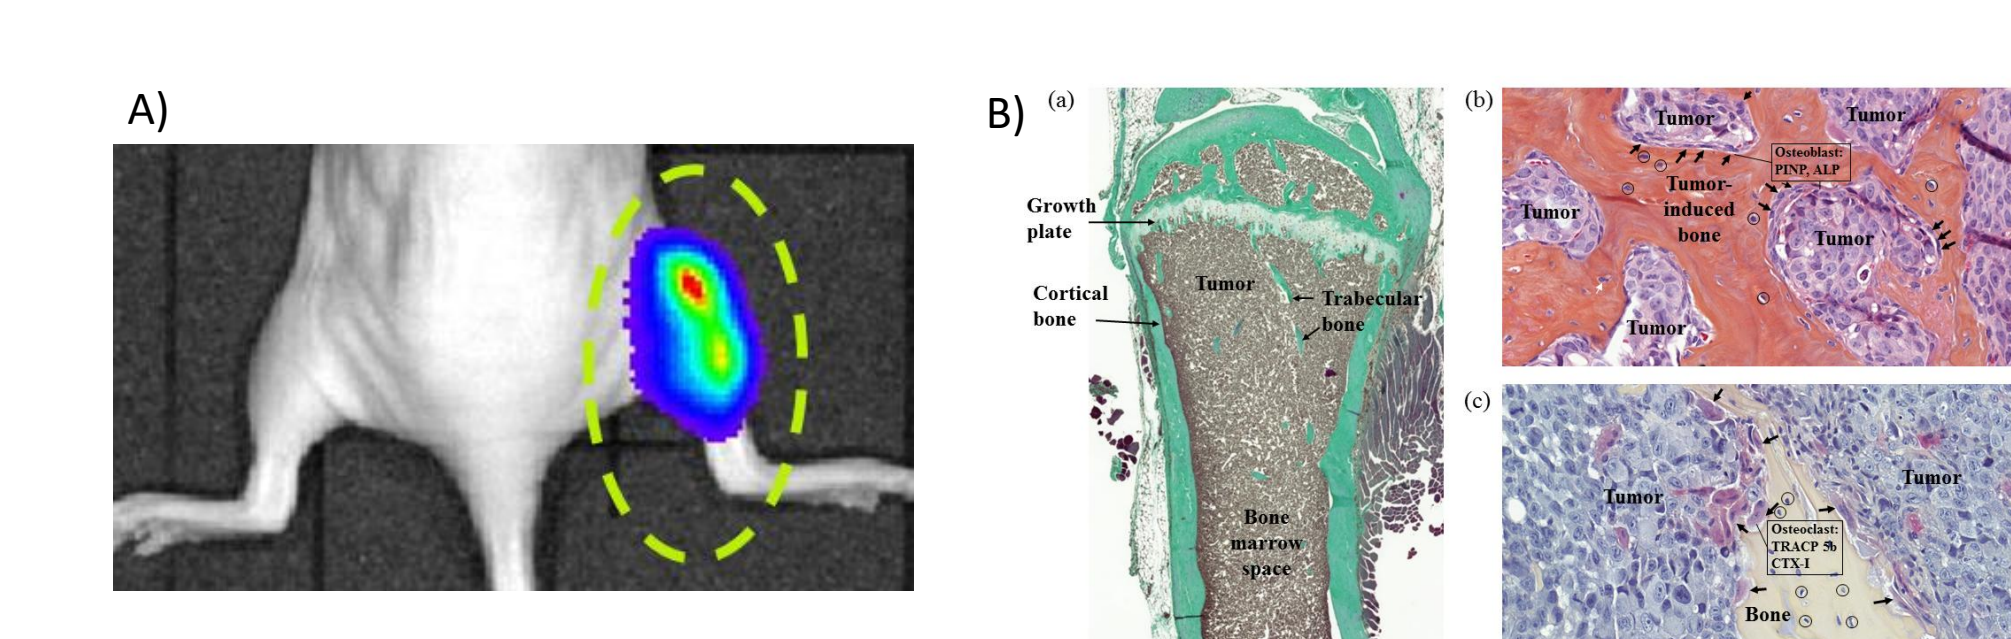 A)
B)
(a)
Growth
plate
Cortical
bone
Tumor
Trabecular
bone
Bone
marrow
space
(b)
Tumor
Tumor
Osteoblast:
PINP, ALP
Tumor-
induced
bone
Tumor
Tumor
Tumor
(c)
Tumor
Tumor
Osteoclast:
TRACP 5b
CTX-I
Bone